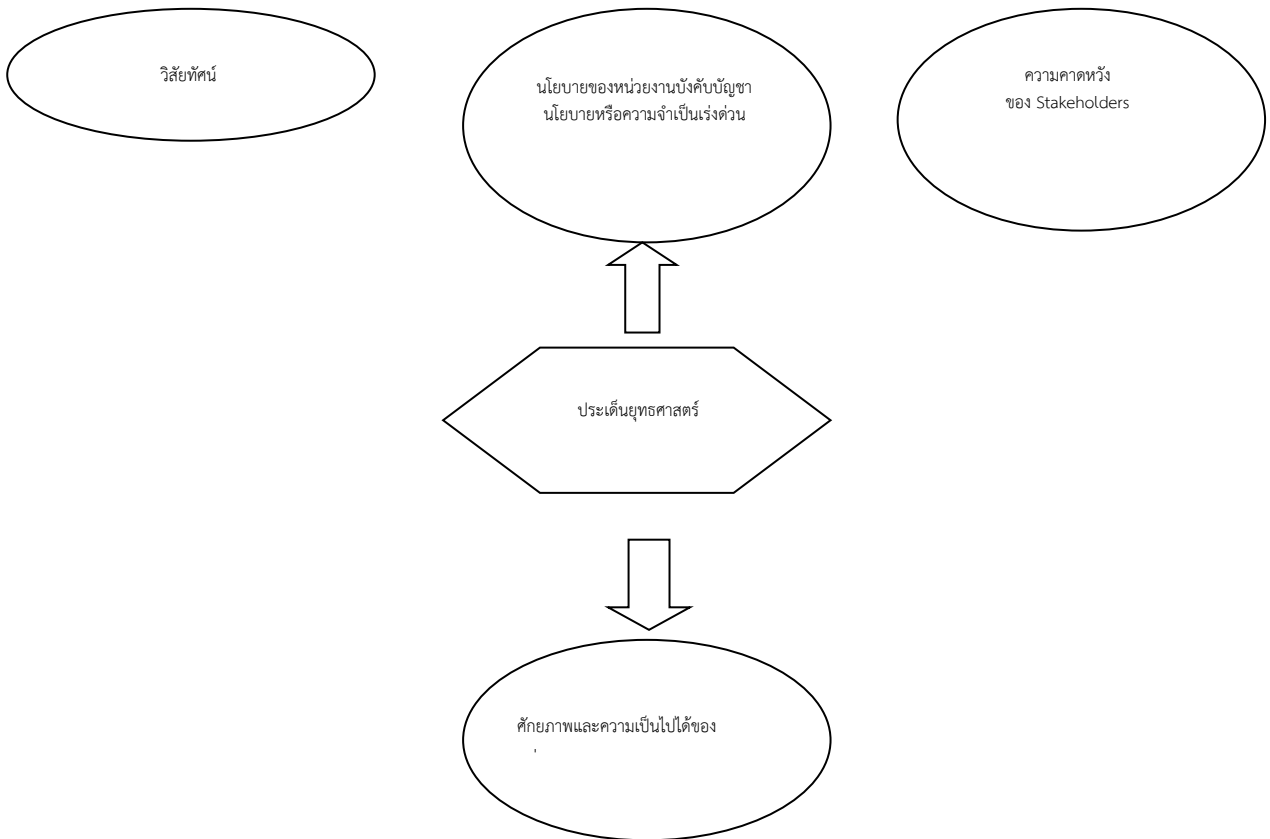 วิสัยทัศน์
นโยบายของหน่วยงานบังคับบัญชา
นโยบายหรือความจำเป็นเร่งด่วน
ความคาดหวัง
ของ Stakeholders
ประเด็นยุทธศาสตร์
ศักยภาพและความเป็นไปได้ของ